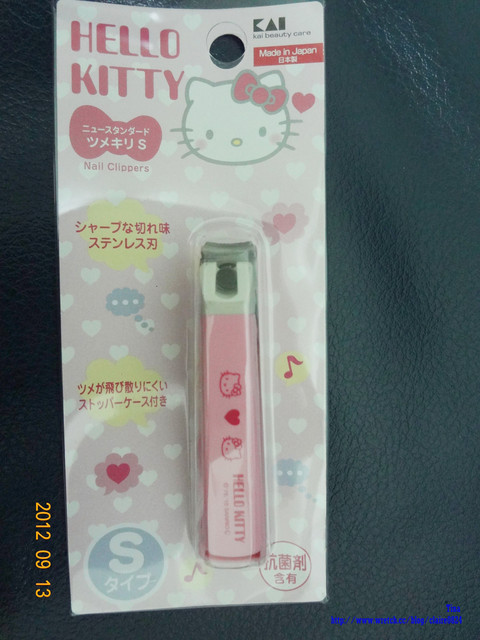 HELLO
KITTY
KAI
kai beauty care
Made in Japan
日本製
ニュースタンダード
ツメキリ S
Nail Clippers
シャープな切れ味
ステンレス刃
ツメが飛び散りにくい
ストッパーケース付き
HELLO KITTY
S
タイプ
抗菌剤
含有
2012 09 13